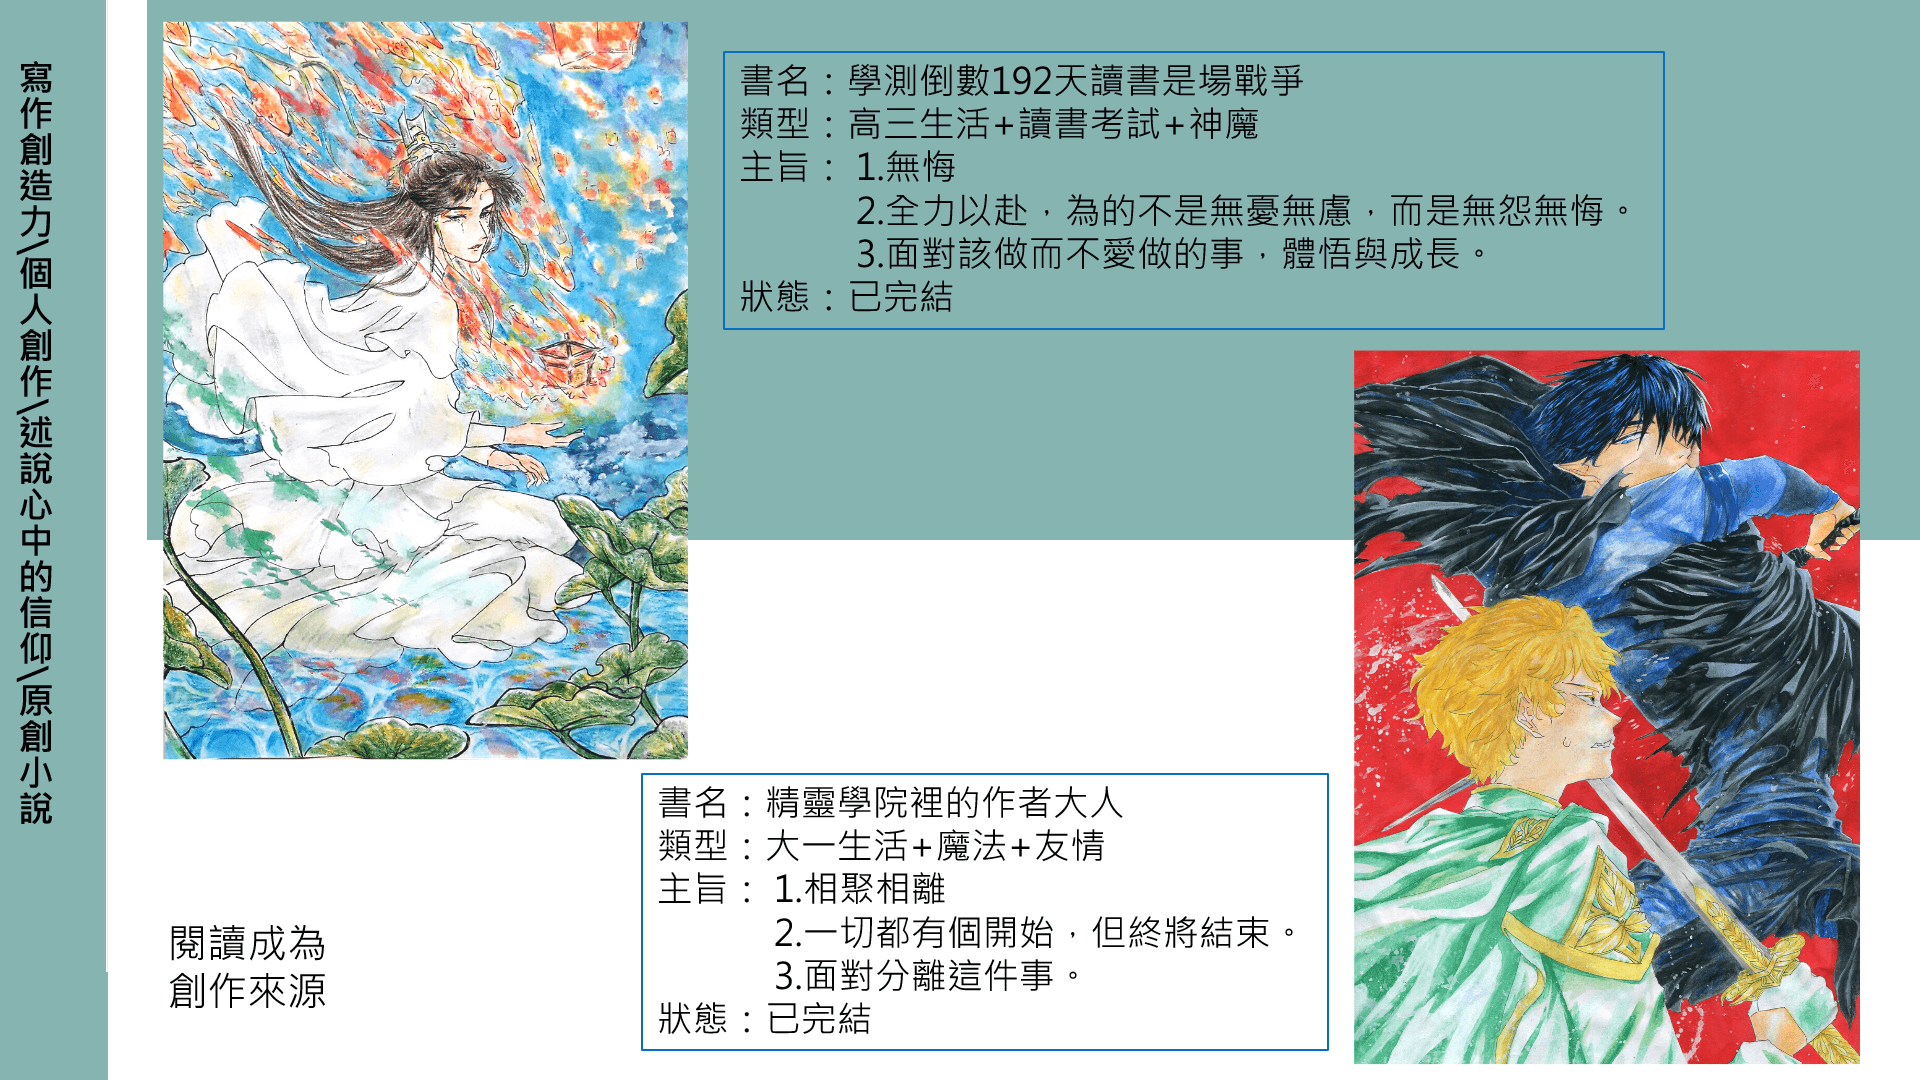 寫作創造力/個人創作/述說心中的信仰/原創小說
書名：學測倒數192天讀書是場戰爭
類型：高三生活+讀書考試+神魔
主旨： 1.無悔
2.全力以赴，為的不是無憂無慮，而是無怨無悔。
3.面對該做而不愛做的事，體悟與成長。
狀態：已完結
書名：精靈學院裡的作者大人
類型：大一生活+魔法+友情
主旨： 1.相聚相離
2.一切都有個開始，但終將結束。
3.面對分離這件事。
狀態：已完結
閱讀成為
創作來源